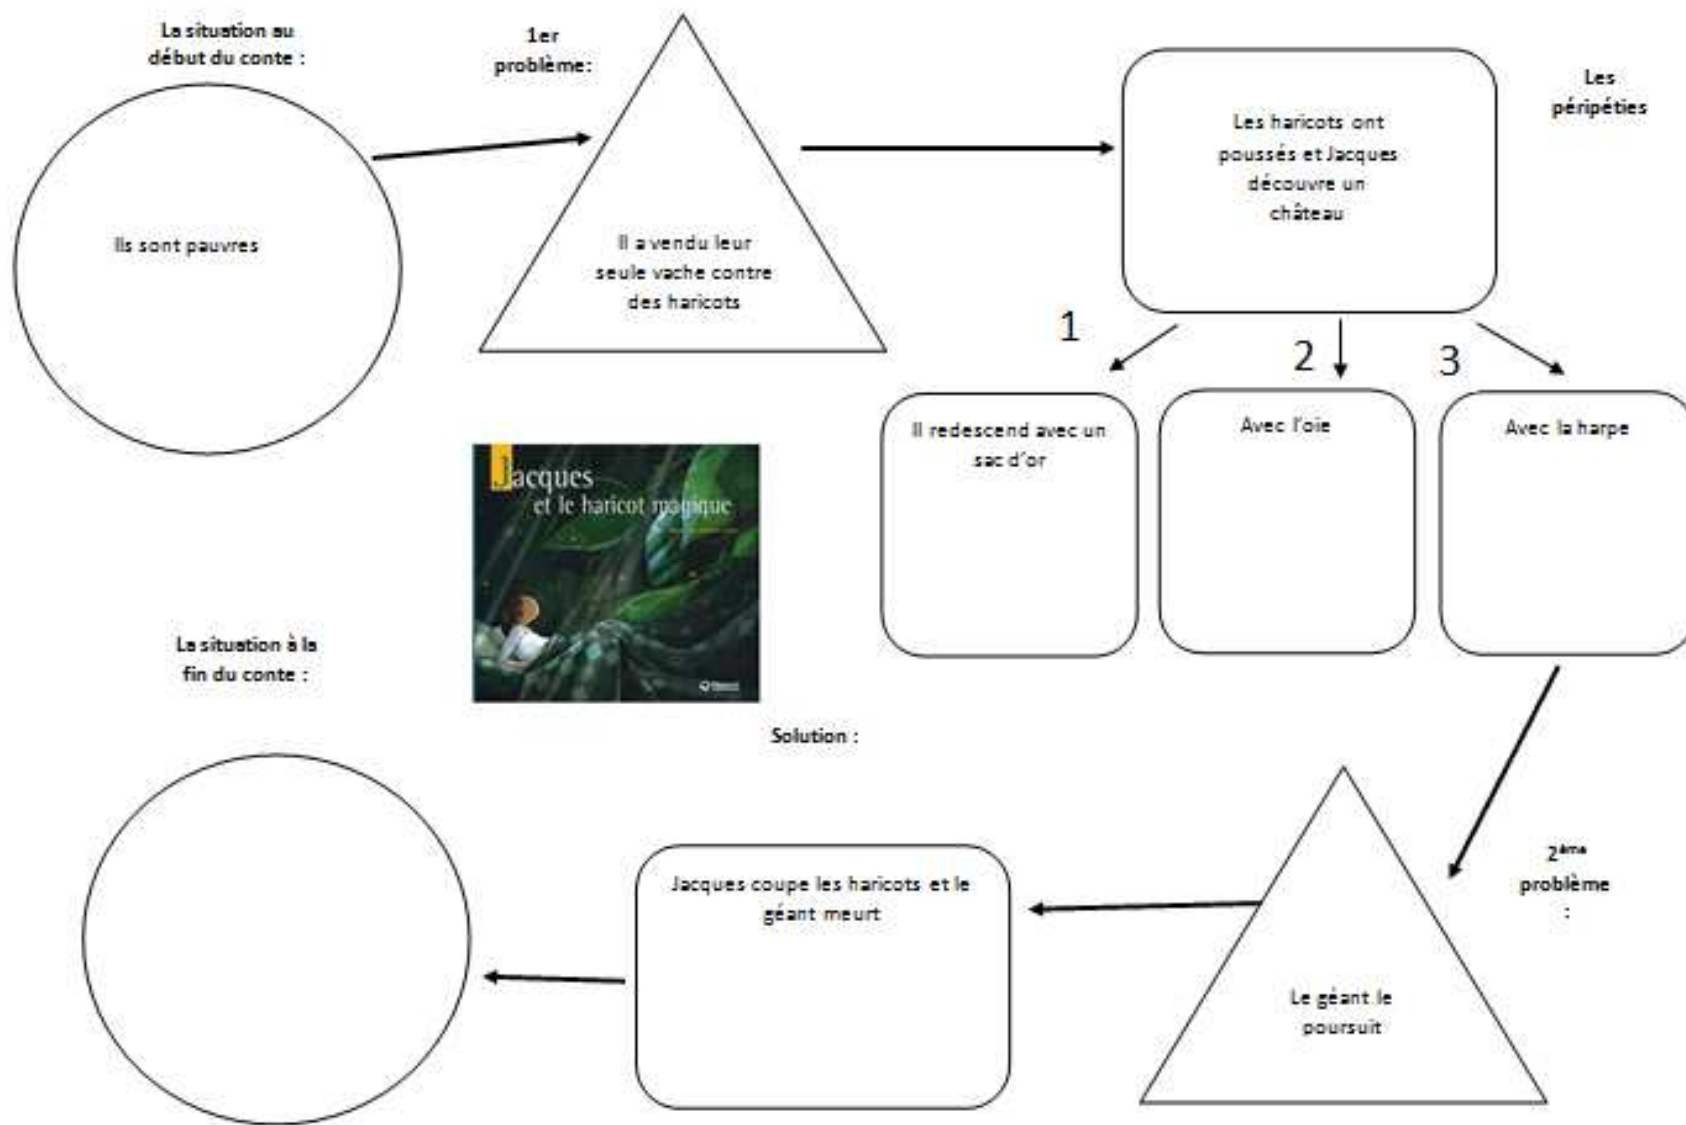 La situation au
début du conte :
Ils sont pauvres
1er
problème:
Il a vendu leur
seule vache contre
des haricots
Les haricots ont
poussés et Jacques
découvre un
château
Les
péripéties
1
2
3
Il redescend avec un
sac d'or
Avec l'oie
Avec la harpe
Jacques
et le haricot magique
2ème
problème
:
Le géant le
poursuit
Solution :
Jacques coupe les haricots et le
géant meurt
La situation à la
fin du conte :